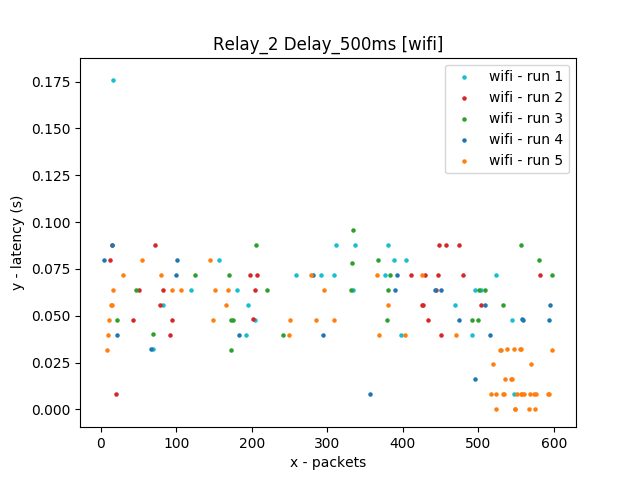 Relay_2 Delay_500ms [wifi]
wifi - run 1
wifi - run 2
wifi - run 3
wifi - run 4
wifi - run 5
y - latency (s)
0.175
0.150
0.125
0.100
0.075
0.050
0.025
0.000
0 100 200 300 400 500 600
x - packets